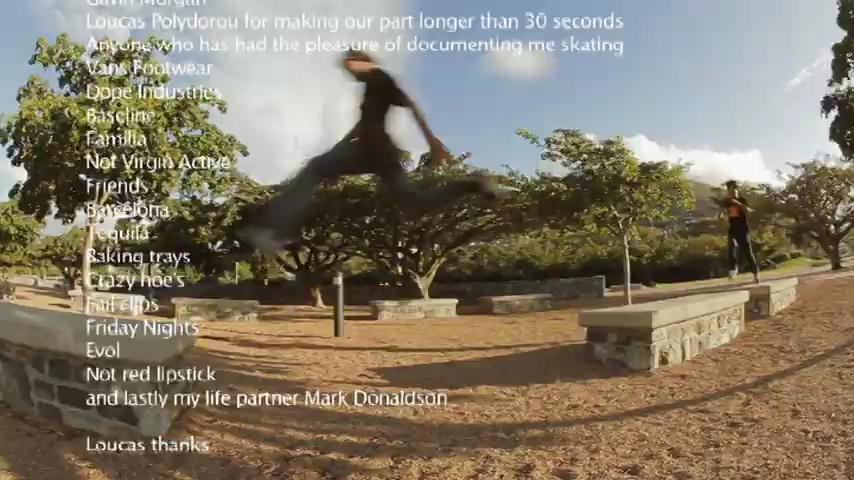 Gavin Morgan
Loucas Polydorou for making our part longer than 30 seconds
Anyone who has had the pleasure of documenting me skating
Vans Footwear
Dope Industries
Baseline
Familia
Not Virgin Active
Friends
Barcelona
Tequila
Baking trays
Crazy hoe's
Fail clips
Friday Nights
Evol
Not red lipstick
and lastly my life partner Mark Donaldson
Loucas thanks